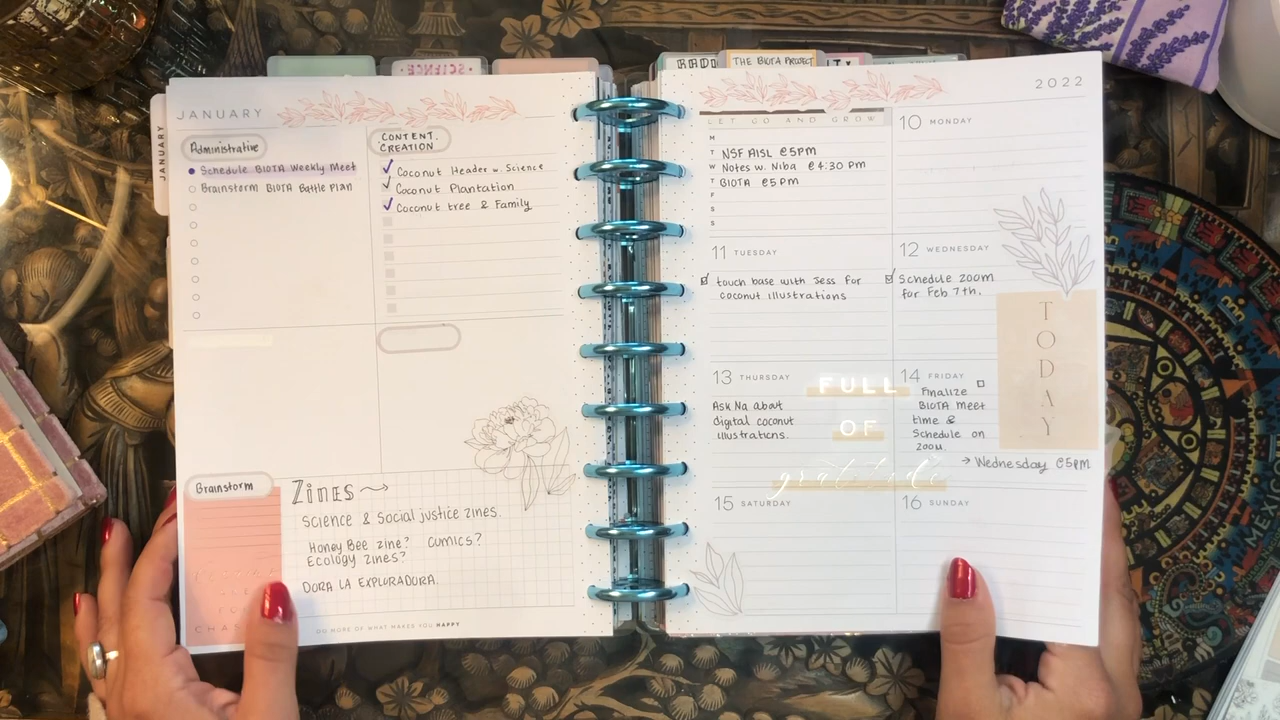 SCIENCE
THE BIOTA PROJECT
JANUARY
JANUARY
Administrative
Schedule BIOTA Weekly Meet
Brainstorm BIOTA Battle Plan
CONTENT.
CREATION.
Coconut Header w. Science
Coconut Plantation
Coconut tree & Family
Brainstorm
Zines
Science & Social justice zines.
Honey Bee zine? Comics?
Ecology zines?
DORA LA EXPLORADORA.
DO MORE OF WHAT MAKES YOU HAPPY
2022
LET GO AND GROW
M
T NSF AISL @5PM
W Notes w. Niba @ 4:30 PM
T BIOTA @5pm
F
S
S
10 MONDAY
11 TUESDAY
touch base with Jess for
coconut illustrations
12 WEDNESDAY
Schedule zoom
for Feb 7th.
TODAY
13 THURSDAY
Ask Na about
digital coconut
illustrations.
FULL
OF
gratitude
14 FRIDAY
Finalize
BIOTA meet
time &
Schedule on
zoom.
→ Wednesday @5PM
15 SATURDAY
16 SUNDAY
MEXICO